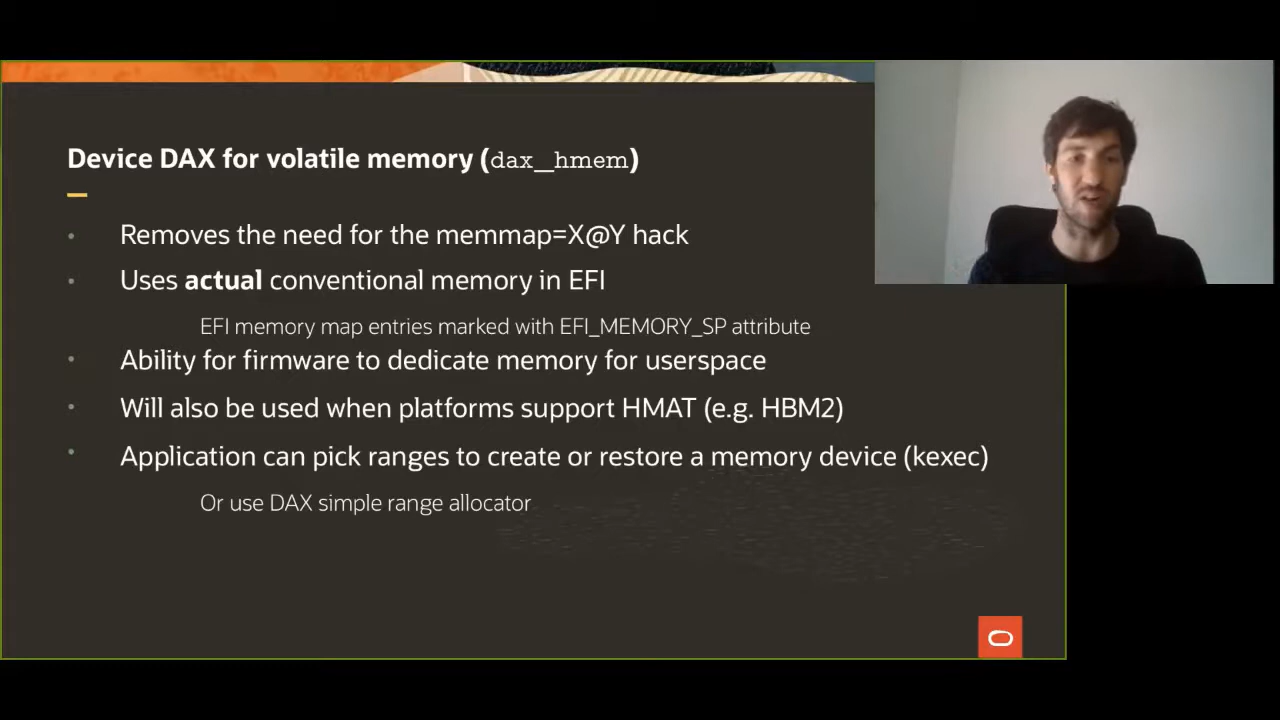 Device DAX for volatile memory (dax_hmem)
Removes the need for the memmap=X@Y hack
Uses actual conventional memory in EFI
EFI memory map entries marked with EFI_MEMORY_SP attribute
Ability for firmware to dedicate memory for userspace
Will also be used when platforms support HMAT (e.g. HBM2)
Application can pick ranges to create or restore a memory device (kexec)
Or use DAX simple range allocator